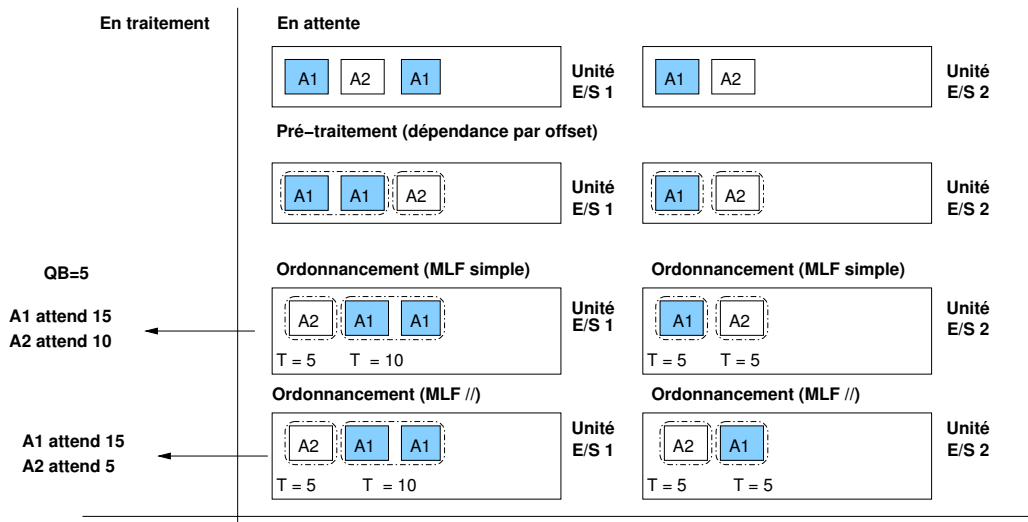 En traitement En attente
A1 A2 A1 Unité E/S 1 A1 A2 Unité E/S 2
Pré−traitement (dépendance par offset)
A1 A1 A2 Unité E/S 1 A1 A2 Unité E/S 2
QB=5 Ordonnancement (MLF simple) Ordonnancement (MLF simple)
A1 attend 15
A2 attend 10
A2 A1 A1 Unité E/S 1 A1 A2 Unité E/S 2
T = 5 T = 10 T = 5 T = 5
Ordonnancement (MLF //) Ordonnancement (MLF //)
A1 attend 15
A2 attend 5
A2 A1 A1 Unité E/S 1 A2 A1 Unité E/S 2
T = 5 T = 10 T = 5 T = 5